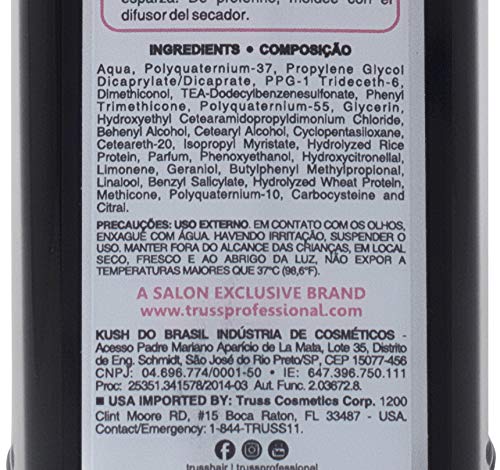 esparza. De preferino, moldeo con el
difusor del secador.
INGREDIENTS • COMPOSIÇÃO
Aqua, Polyquaternium-37, Propylene Glycol
Dicaprylate/Dicaprate, PPG-1 Trideceth-6,
Dimethiconol, TEA-Dodecylbenzenesulfonate, Phenyl
Trimethicone, Polyquaternium-55, Glycerin,
Hydroxyethyl Cetearamidopropyldimonium Chloride,
Behenyl Alcohol, Cetearyl Alcohol, Cyclopentasiloxane,
Ceteareth-20, Isopropyl Myristate, Hydrolyzed Rice
Protein, Parfum, Phenoxyethanol, Hydroxycitronellal,
Limonene, Geraniol, Butylphenyl Methylpropional,
Linalool, Benzyl Salicylate, Hydrolyzed Wheat Protein,
Methicone, Polyquaternium-10, Carbocysteine and
Citral.
PRECAUÇÕES: USO EXTERNO. EM CONTATO COM OS OLHOS,
ENXAGUE COM ÁGUA. HAVENDO IRRITAÇÃO, SUSPENDER O
USO. MANTER FORA DO ALCANCE DAS CRIANÇAS, EM LOCAL
SECO, FRESCO E AO ABRIGO DA LUZ, NÃO EXPOR A
TEMPERATURAS MAIORES QUE 37°C (98,6°F).
A SALON EXCLUSIVE BRAND
www.trussprofessional.com
KUSH DO BRASIL INDÚSTRIA DE COSMÉTICOS -
Acesso Padre Mariano Aparício de La Mata, Lote 35, Distrito
de Eng. Schmidt, São José do Rio Preto/SP, CEP 15077-456
CNPJ: 04.696.774/0001-50 • IE: 647.396.750.111
Proc: 25351.341578/2014-03 Aut. Func. 2.03672.8.
■ USA IMPORTED BY: Truss Cosmetics Corp. 1200
Clint Moore RD, #15 Boca Raton, FL 33487 - USA.
Contact/Emergency: 1-844-TRUSS11.
trusshair | trussprofessional